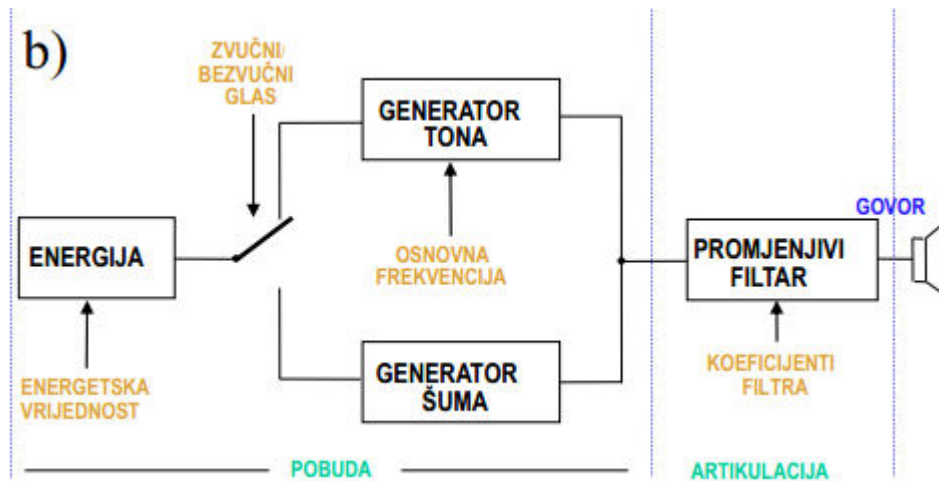 b)
ZVUČNI/
BEZVUČNI
GLAS
GENERATOR
TONA
ENERGIJA
OSNOVNA
FREKVENCIJA
GOVOR
PROMJENJIVI
FILTAR
ENERGETSKA
VRIJEDNOST
GENERATOR
ŠUMA
KOEFICIJENTI
FILTRA
POBUDA
ARTIKULACIJA